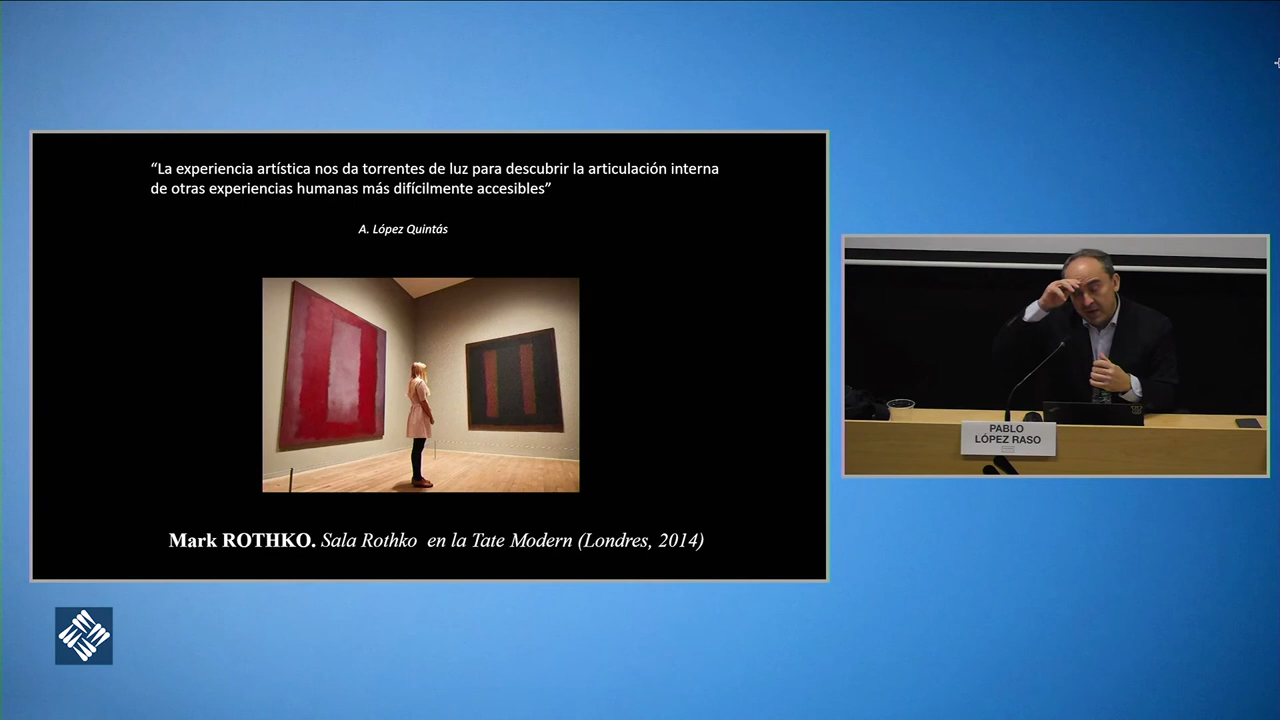 “La experiencia artística nos da torrentes de luz para descubrir la articulación interna
de otras experiencias humanas más difícilmente accesibles”
A. López Quintás
Mark ROTHKO. Sala Rothko en la Tate Modern (Londres, 2014)
PABLO
LÓPEZ RASO